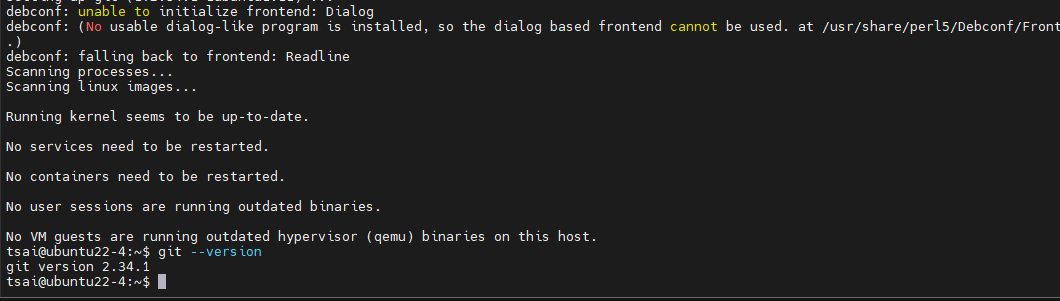 debconf: unable to initialize frontend: Dialog
debconf: (No usable dialog-like program is installed, so the dialog based frontend cannot be used. at /usr/share/perl5/Debconf/Front
.)
debconf: falling back to frontend: Readline
Scanning processes...
Scanning linux images...
Running kernel seems to be up-to-date.
No services need to be restarted.
No containers need to be restarted.
No user sessions are running outdated binaries.
No VM guests are running outdated hypervisor (qemu) binaries on this host.
tsai@ubuntu22-4:~$ git --version
git version 2.34.1
tsai@ubuntu22-4:~$